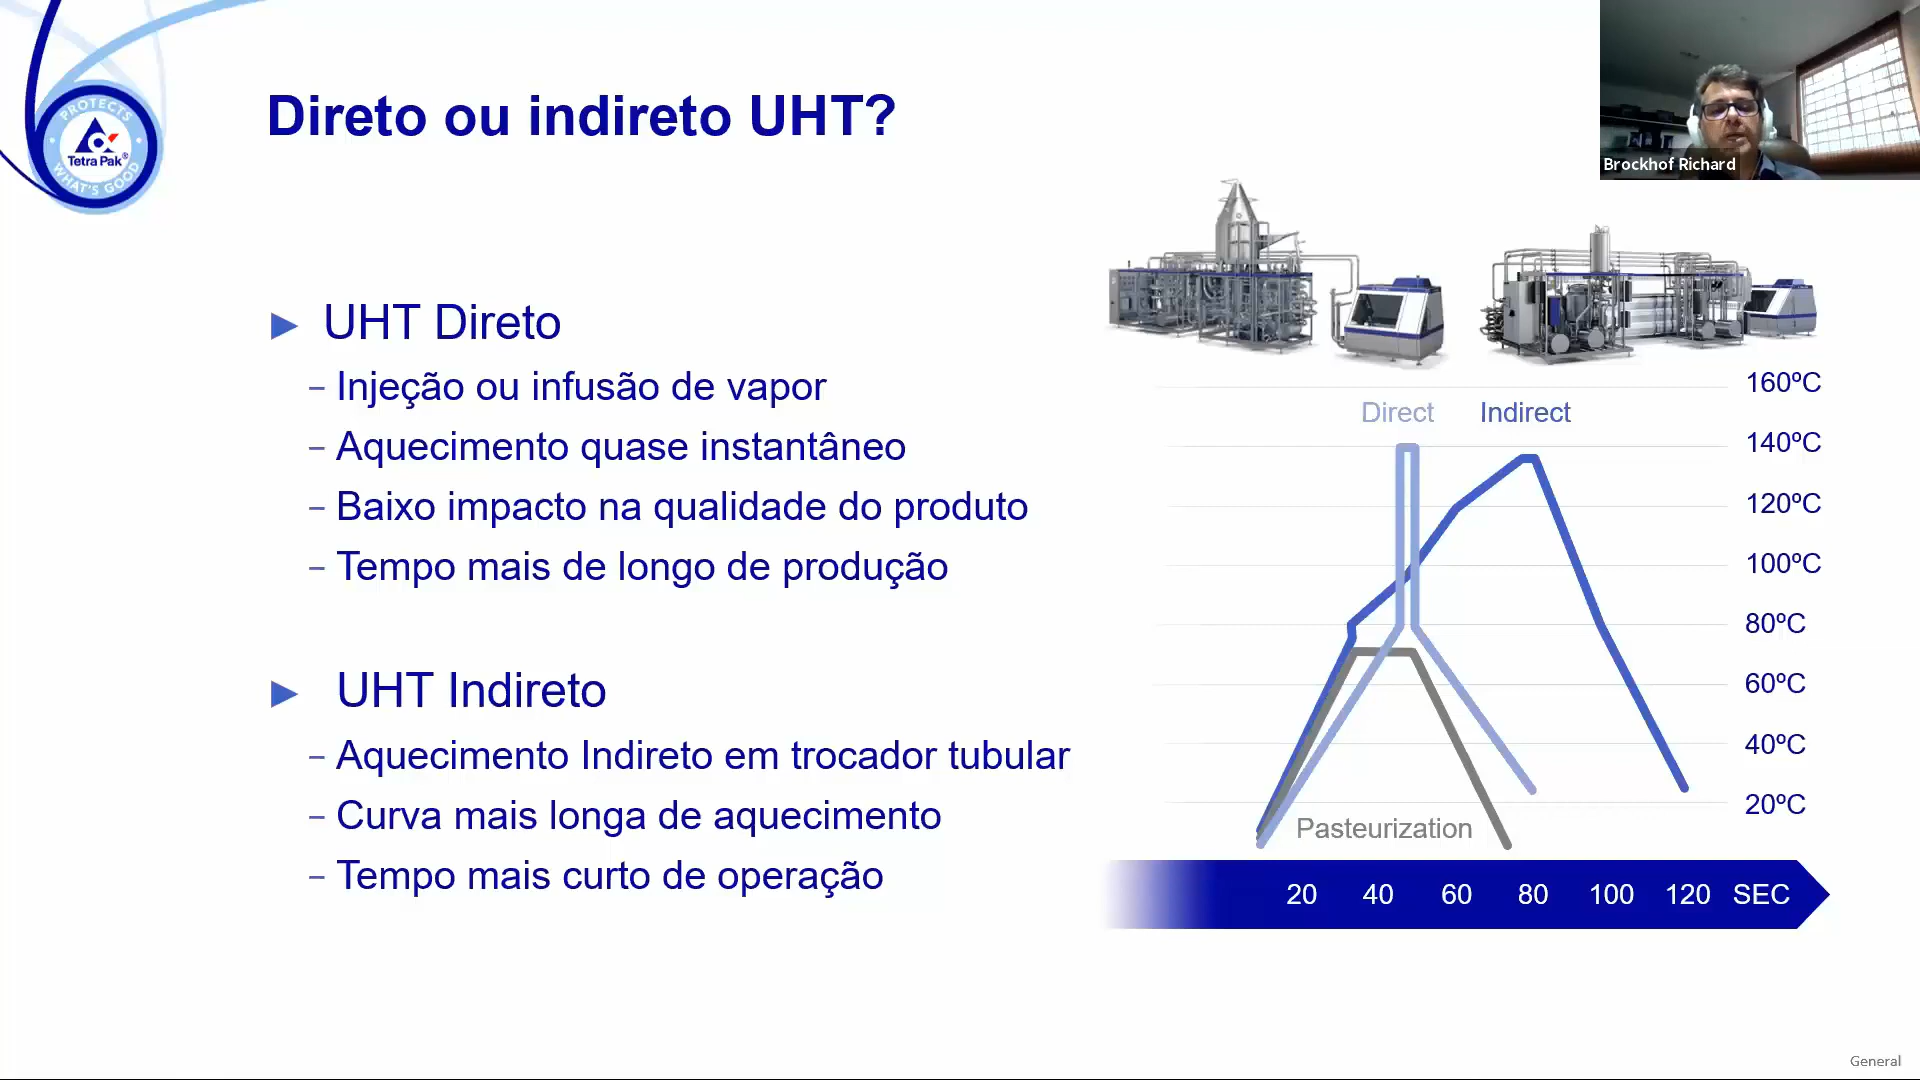 PROTECTS
Tetra Pak®
WHAT'S GOOD
Direto ou indireto UHT?
Brockhof Richard
► UHT Direto
– Injeção ou infusão de vapor
– Aquecimento quase instantâneo
– Baixo impacto na qualidade do produto
– Tempo mais de longo de produção
► UHT Indireto
– Aquecimento Indireto em trocador tubular
– Curva mais longa de aquecimento
– Tempo mais curto de operação
Direct Indirect
160ºC
140ºC
120ºC
100ºC
80ºC
60ºC
40ºC
20ºC
Pasteurization
20 40 60 80 100 120 SEC
General